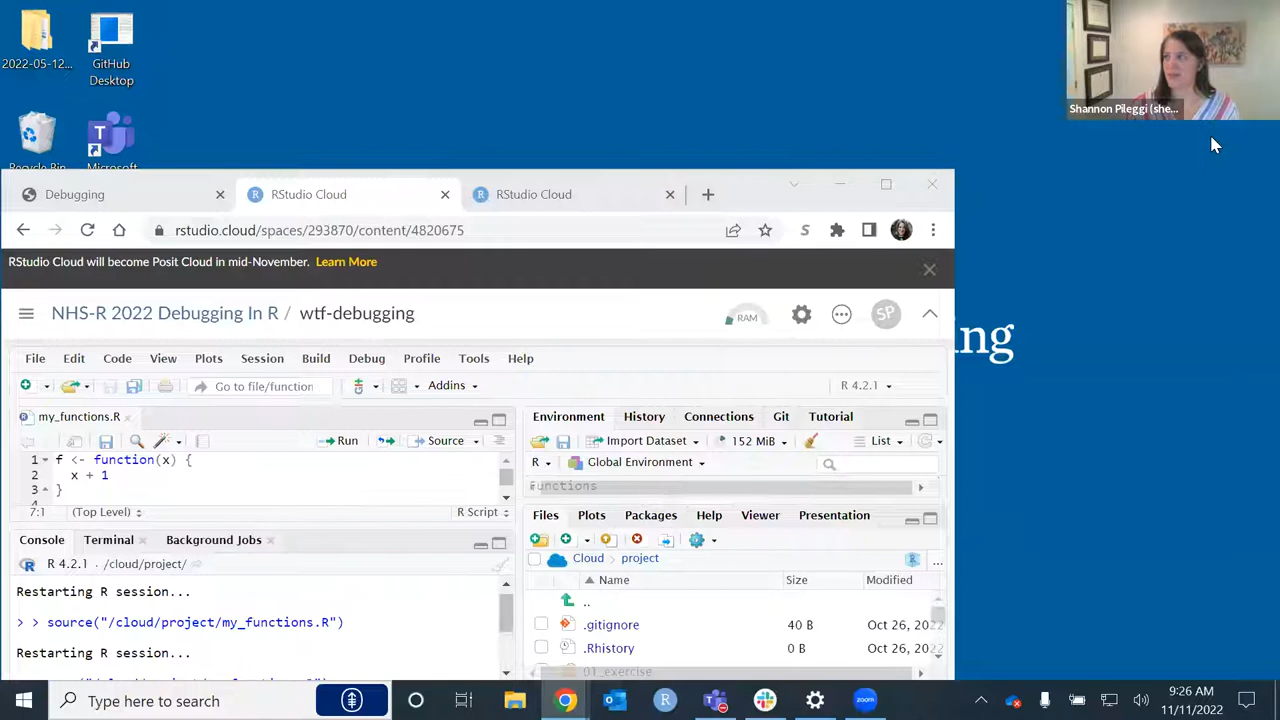 2022-05-12...
GitHub
Desktop
Recycle Bin
Microsoft
Shannon Pileggi (she...
Debugging
RStudio Cloud
RStudio Cloud
rstudio.cloud/spaces/293870/content/4820675
RStudio Cloud will become Posit Cloud in mid-November. Learn More
NHS-R 2022 Debugging In R / wtf-debugging
RAM
SP
ing
File Edit Code View Plots Session Build Debug Profile Tools Help
Go to file/function
Addins
R 4.2.1
my_functions.R
Run
Source
1 f <- function(x) {
2 x + 1
3 }
7:1 (Top Level)
R Script
Environment History Connections Git Tutorial
Import Dataset
152 MiB
List
R
Global Environment
Functions
Console Terminal Background Jobs
R 4.2.1 . /cloud/project/
Restarting R session...
> > source("/cloud/project/my_functions.R")
Restarting R session...
Files Plots Packages Help Viewer Presentation
Cloud project
Name Size Modified
..
.gitignore 40 B Oct 26, 2022
.Rhistory 0 B Oct 26, 2022
01_exercise
Type here to search
9:26 AM
11/11/2022